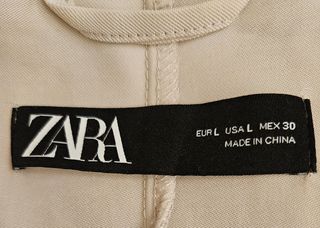 ZARA
EUR L USA L MEX 30
MADE IN CHINA